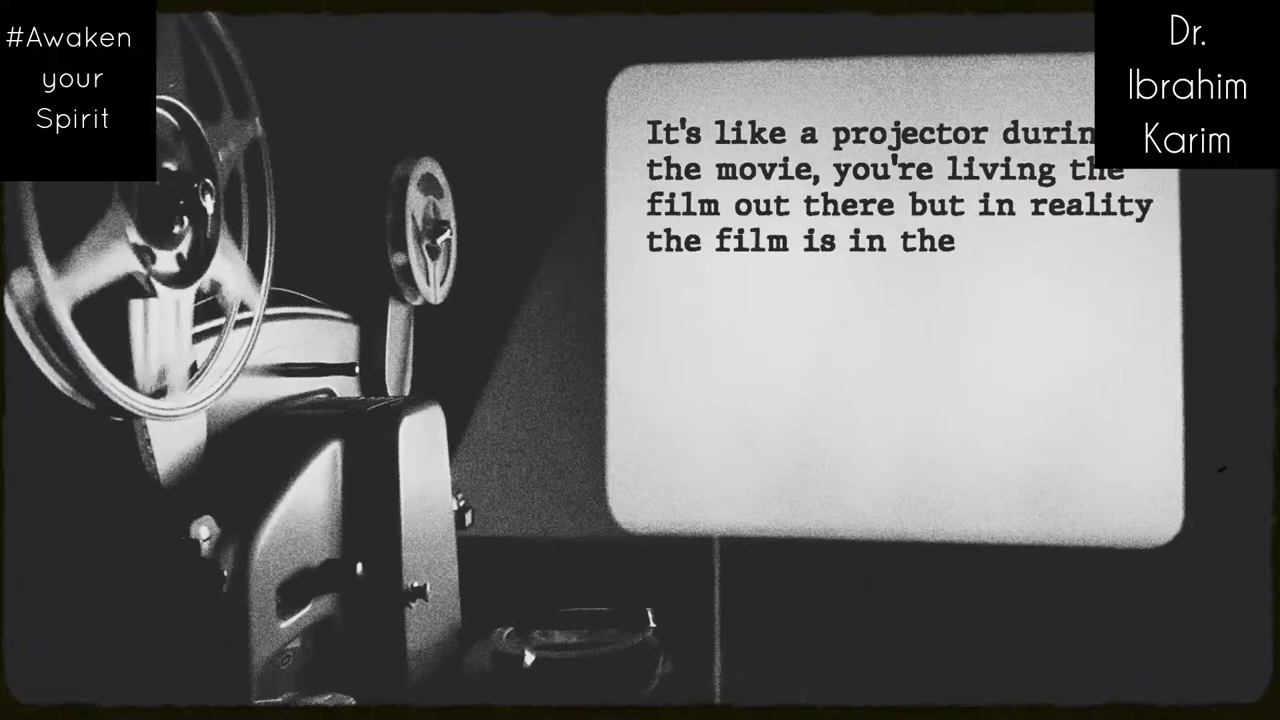 #Awaken
your
Spirit
Dr.
Ibrahim
Karim
It's like a projector durin
the movie, you're living the
film out there but in reality
the film is in the